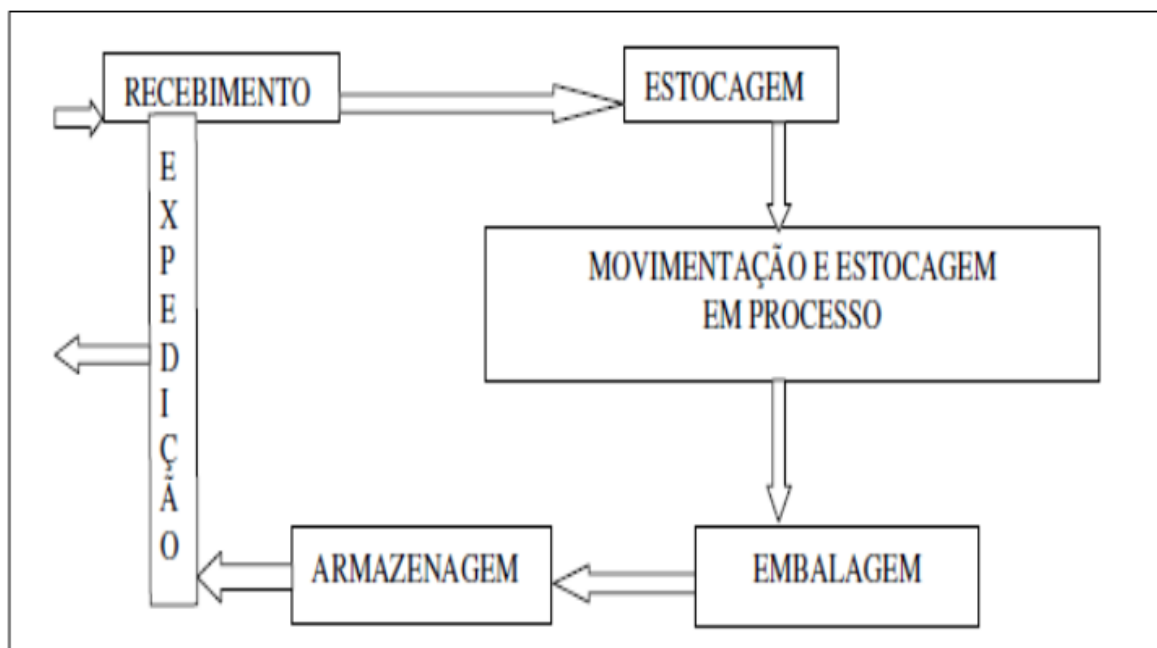 RECEBIMENTO
ESTOCAGEM
EXPEDIÇÃO
MOVIMENTAÇÃO E ESTOCAGEM
EM PROCESSO
ARMAZENAGEM
EMBALAGEM